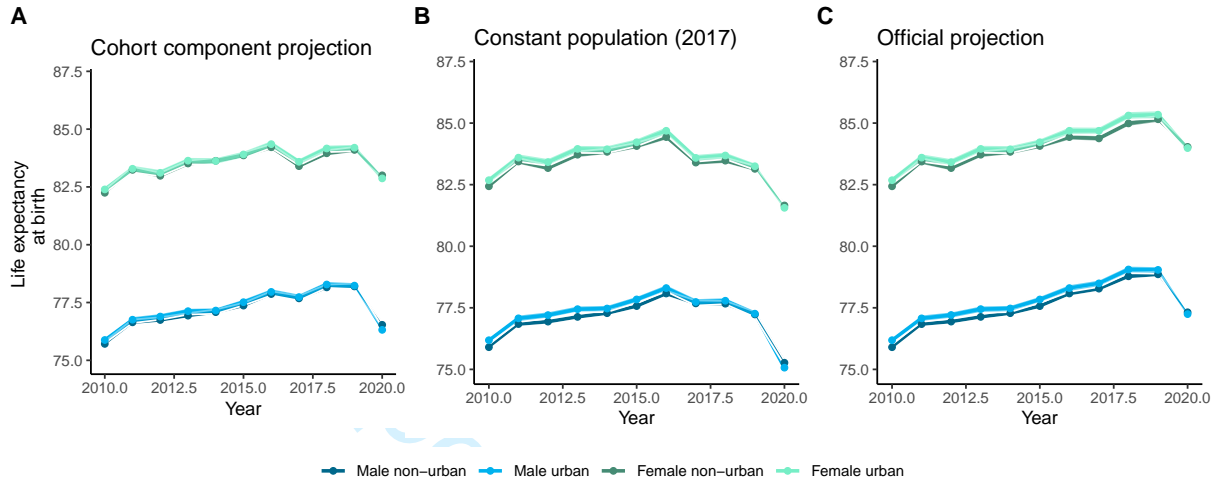 A
Cohort component projection
87.5
85.0
82.5
80.0
77.5
75.0
Life expectancy
at birth
2010.0 2012.5 2015.0 2017.5 2020.0
Year
B
Constant population (2017)
87.5
85.0
82.5
80.0
77.5
75.0
2010.0 2012.5 2015.0 2017.5 2020.0
Year
C
Official projection
87.5
85.0
82.5
80.0
77.5
75.0
2010.0 2012.5 2015.0 2017.5 2020.0
Year
Male non−urban Male urban Female non−urban Female urban